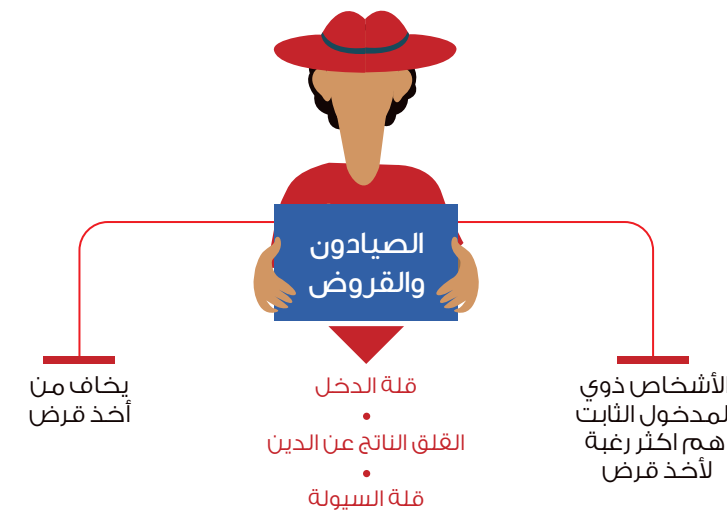 الصيادون
والقروض
الأشخاص ذوي
لمدخول الثابت
هم اكثر رغبة
لأخذ قرض
قلة الدخل
•
القلق الناتج عن الدين
•
قلة السيولة
يخاف من
أخذ قرض